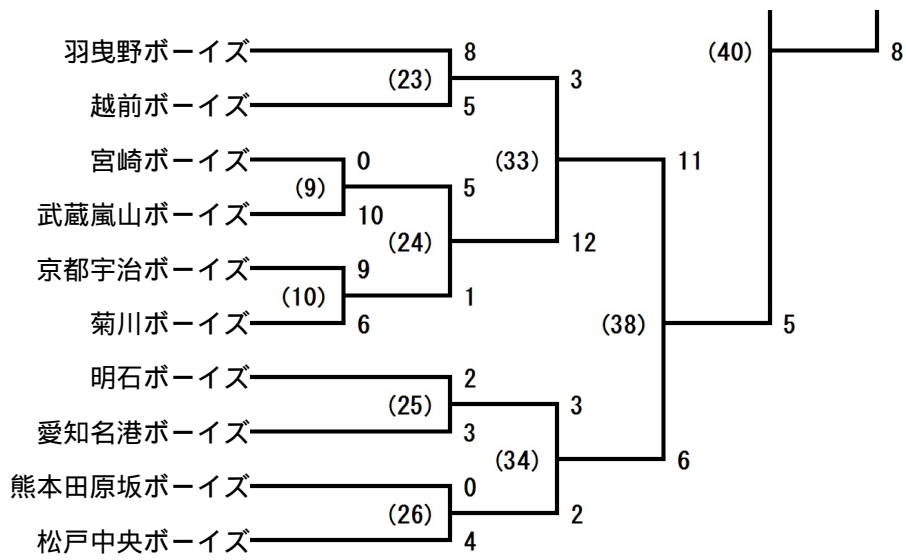 羽曳野ボーイズ 8 (40) 8
(23) 3
越前ボーイズ 5
宮崎ボーイズ 0 (33) 11
(9) 5
武蔵嵐山ボーイズ 10
(24) 12
京都宇治ボーイズ 9
(10) 1
菊川ボーイズ 6 (38) 5
明石ボーイズ 2
(25) 3
愛知名港ボーイズ 3
(34) 6
熊本田原坂ボーイズ 0
(26) 2
松戸中央ボーイズ 4